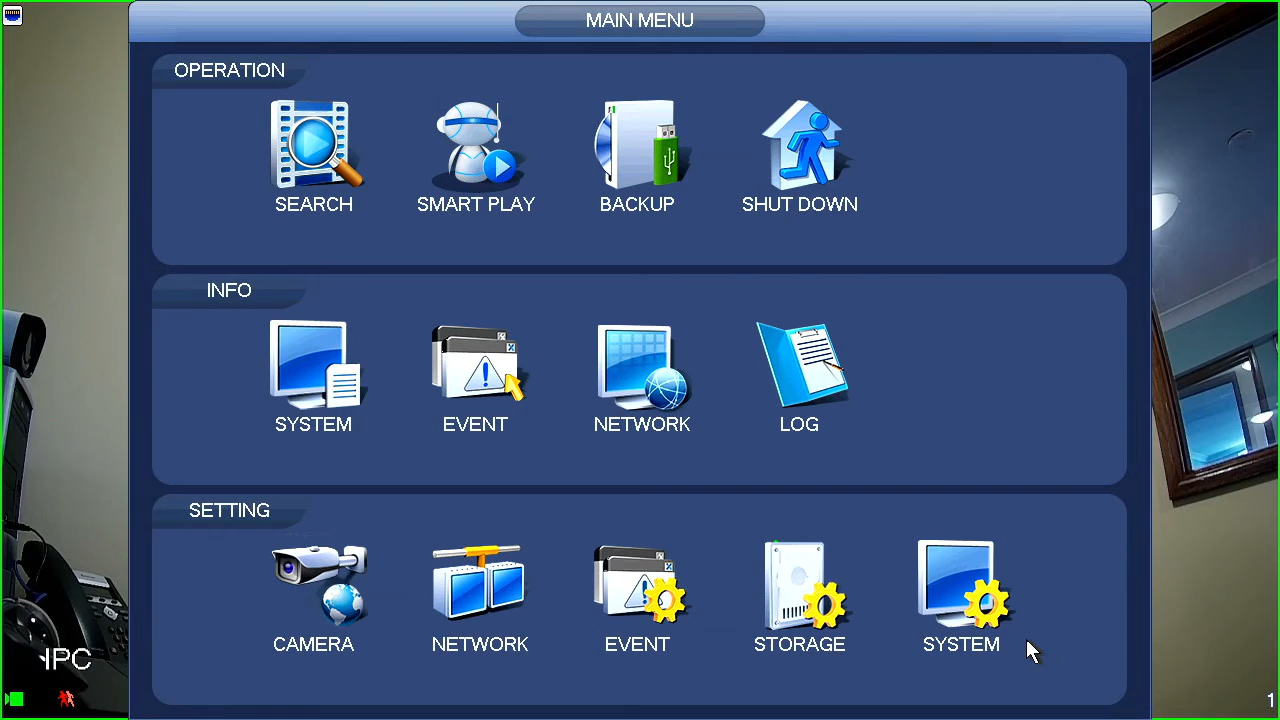 MAIN MENU
OPERATION
SEARCH SMART PLAY BACKUP SHUT DOWN
INFO
SYSTEM EVENT NETWORK LOG
SETTING
CAMERA NETWORK EVENT STORAGE SYSTEM
IPC
1